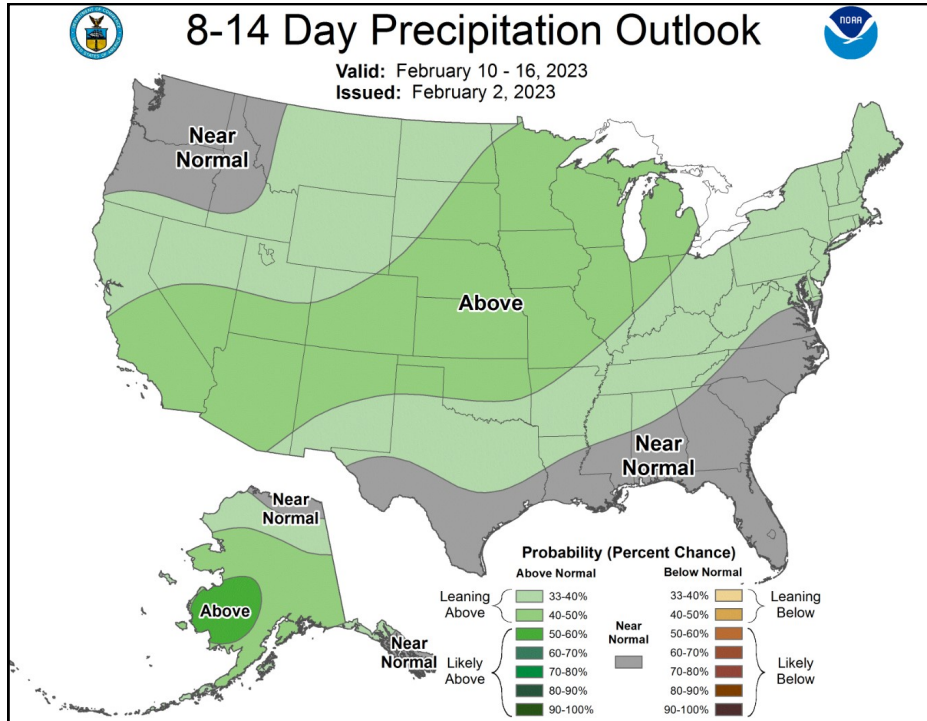 8-14 Day Precipitation Outlook
NOAA
Valid: February 10 - 16, 2023
Issued: February 2, 2023
Near
Normal
Above
Near
Normal
Near
Normal
Above
Near
Normal
Probability (Percent Chance)
Above Normal
Below Normal
Leaning
Above
33-40%
40-50%
Likely
Above
50-60%
60-70%
70-80%
80-90%
90-100%
Near
Normal
33-40%
40-50%
Leaning
Below
50-60%
60-70%
70-80%
80-90%
90-100%
Likely
Below